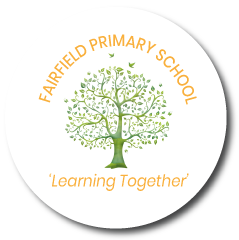 FAIRFIELD PRIMARY SCHOOL
'Learning Together'